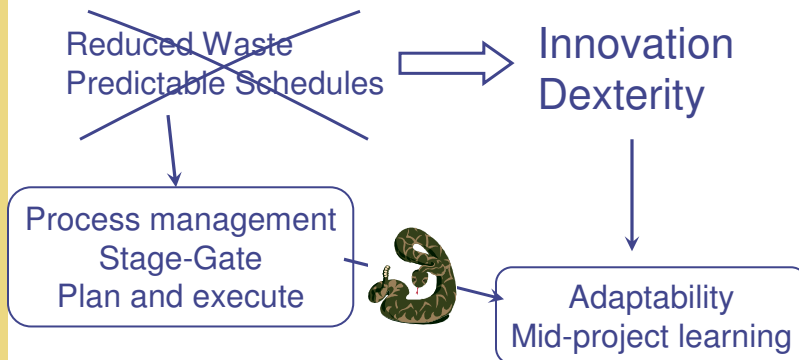 Reduced Waste
Predictable Schedules
Innovation
Dexterity
Process management
Stage-Gate
Plan and execute
Adaptability
Mid-project learning